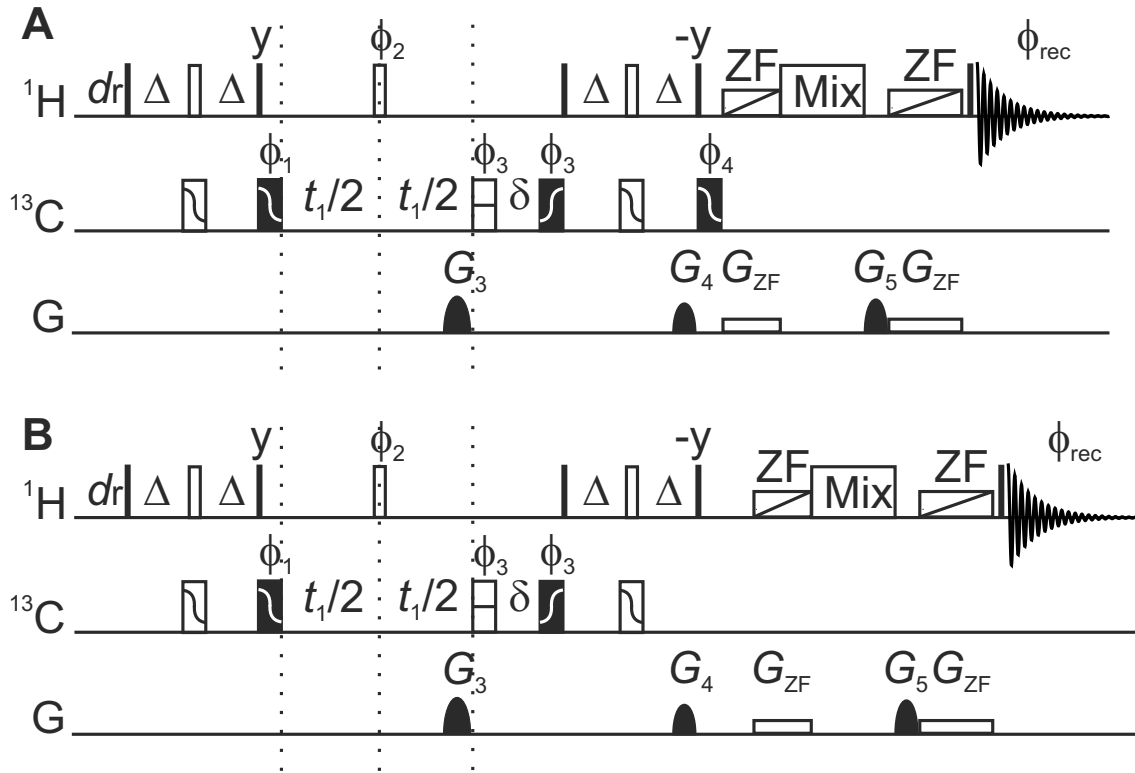 A
y ϕ2 -y ϕrec
ZF ZF
1H dr Δ Δ Δ Δ Mix
ϕ1 ϕ3 ϕ3 ϕ4
13C t1/2 t1/2 δ
G3 G4 GZF G5 GZF
G
B
y ϕ2 -y ϕrec
ZF ZF
1H dr Δ Δ Δ Δ Mix
ϕ1 ϕ3 ϕ3
13C t1/2 t1/2 δ
G3 G4 GZF G5 GZF
G